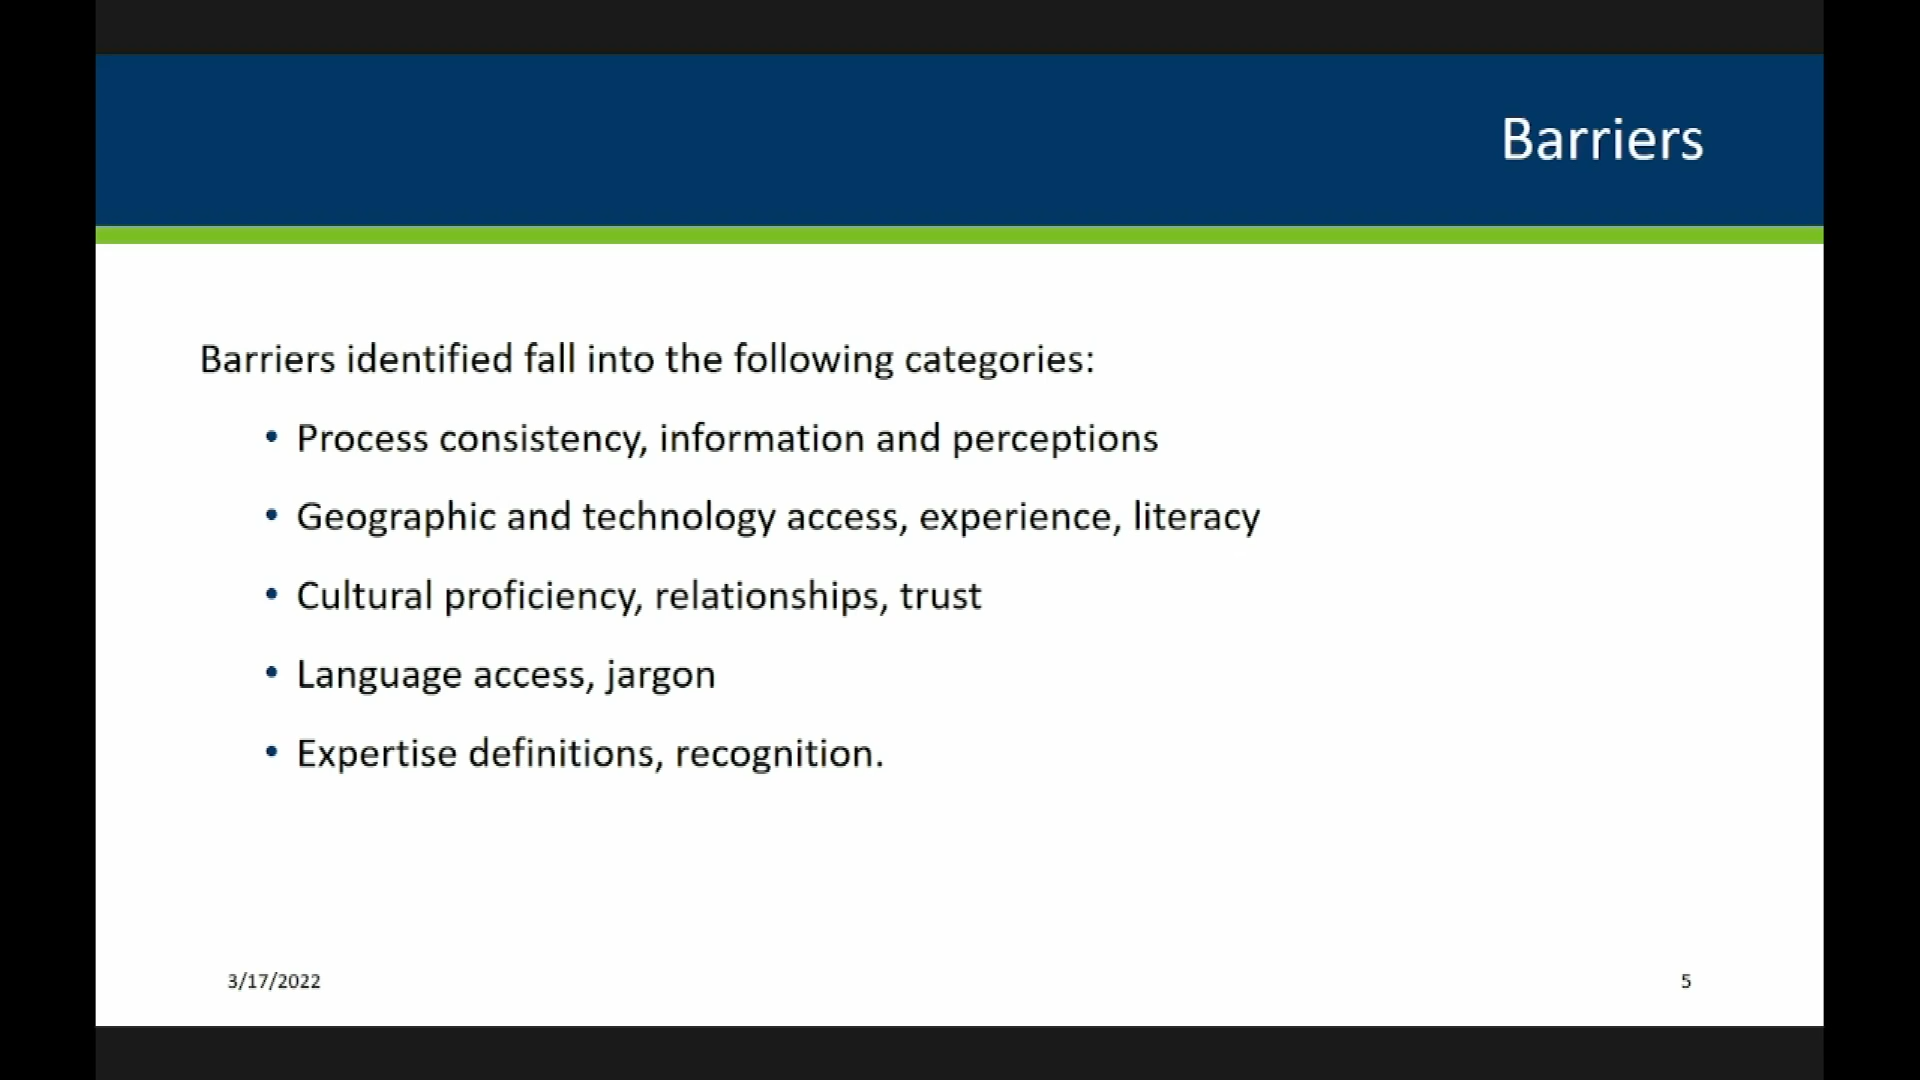 Barriers
Barriers identified fall into the following categories:
• Process consistency, information and perceptions
• Geographic and technology access, experience, literacy
• Cultural proficiency, relationships, trust
• Language access, jargon
• Expertise definitions, recognition.
3/17/2022
5